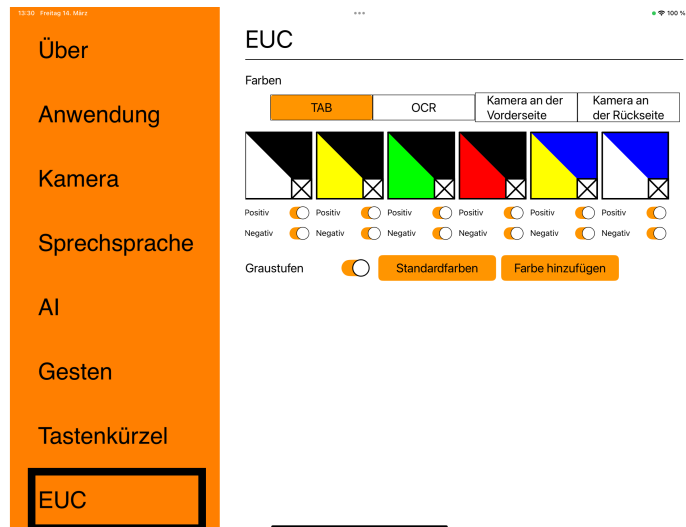 13:30 Freitag 14. März
100 %
Über
Anwendung
Kamera
Sprechsprache
AI
Gesten
Tastenkürzel
EUC
EUC
Farben
TAB
OCR
Kamera an der
Vorderseite
Kamera an
der Rückseite
Positiv Positiv Positiv Positiv Positiv Positiv
Negativ Negativ Negativ Negativ Negativ Negativ
Graustufen
Standardfarben
Farbe hinzufügen